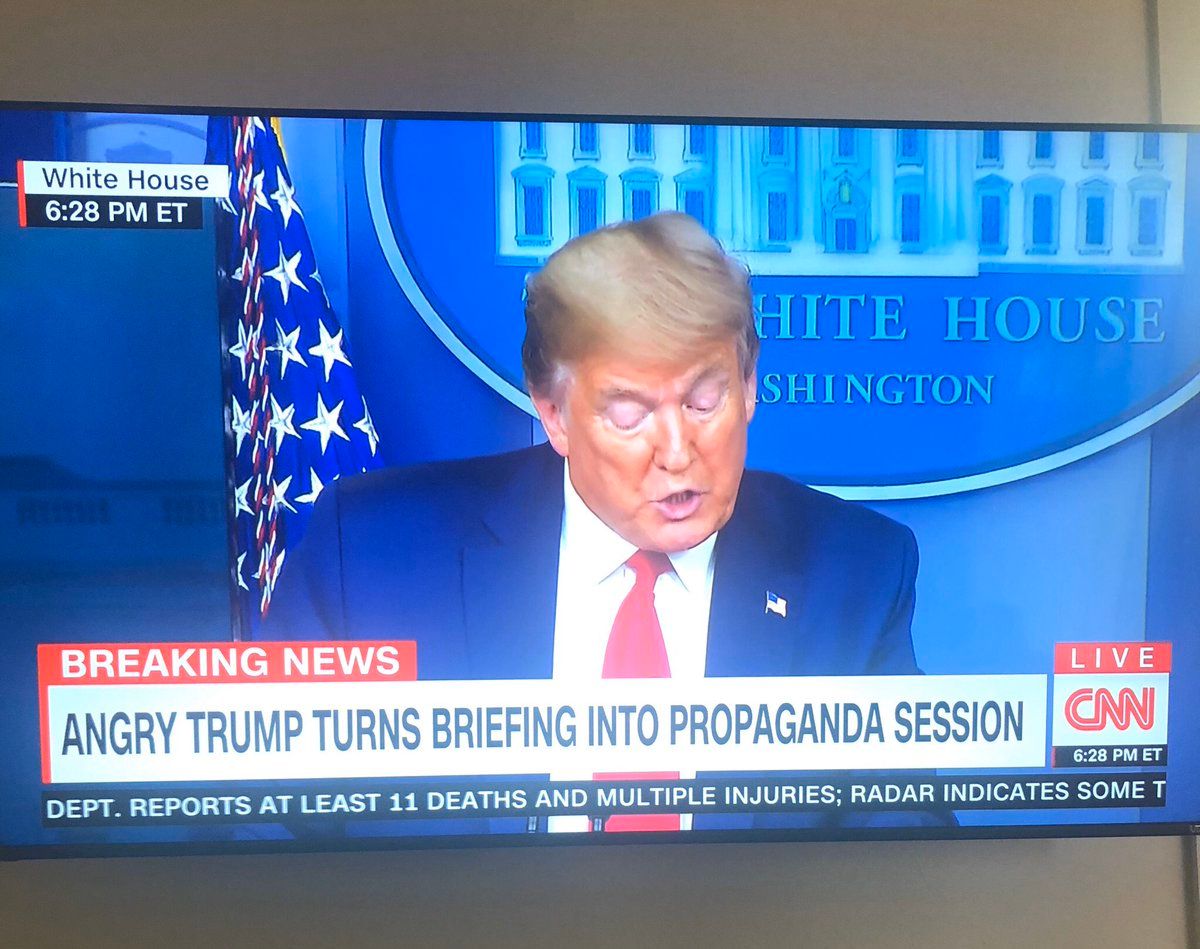 White House
6:28 PM ET
HITE HOUSE
SHINGTON
BREAKING NEWS
ANGRY TRUMP TURNS BRIEFING INTO PROPAGANDA SESSION
LIVE
CNN
6:28 PM ET
DEPT. REPORTS AT LEAST 11 DEATHS AND MULTIPLE INJURIES; RADAR INDICATES SOME T